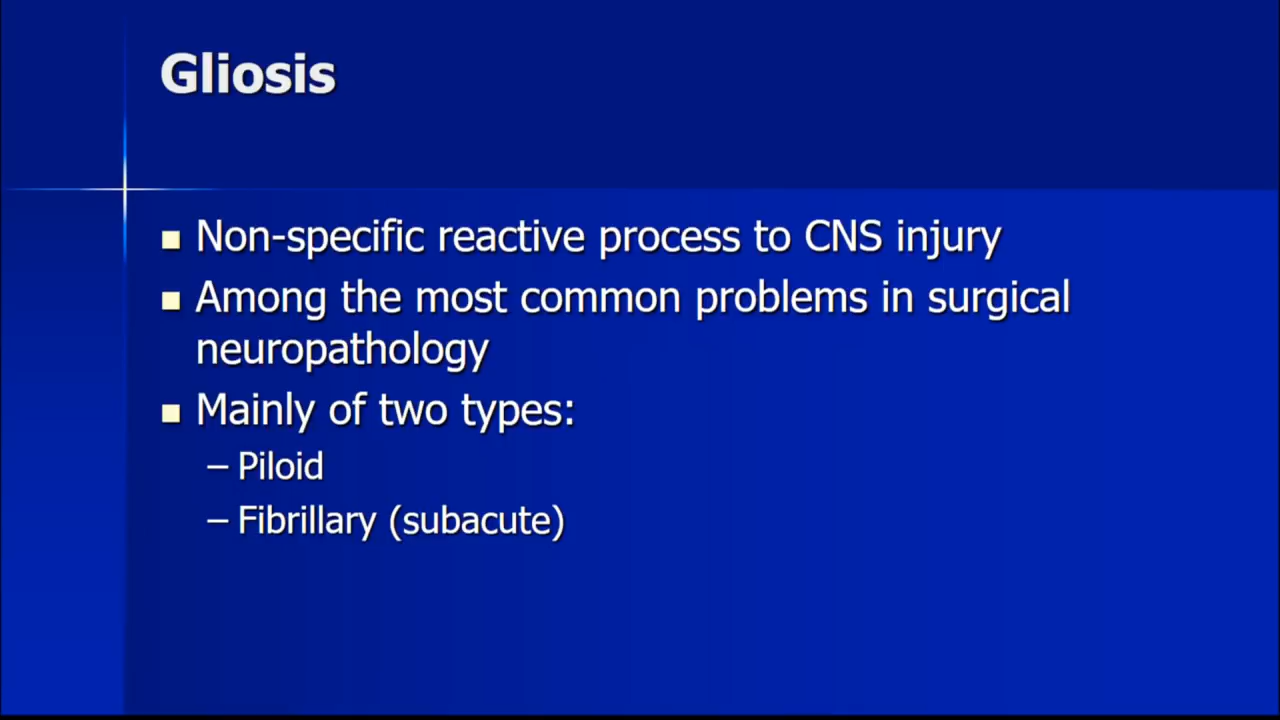 Gliosis
Non-specific reactive process to CNS injury
Among the most common problems in surgical
neuropathology
Mainly of two types:
– Piloid
– Fibrillary (subacute)